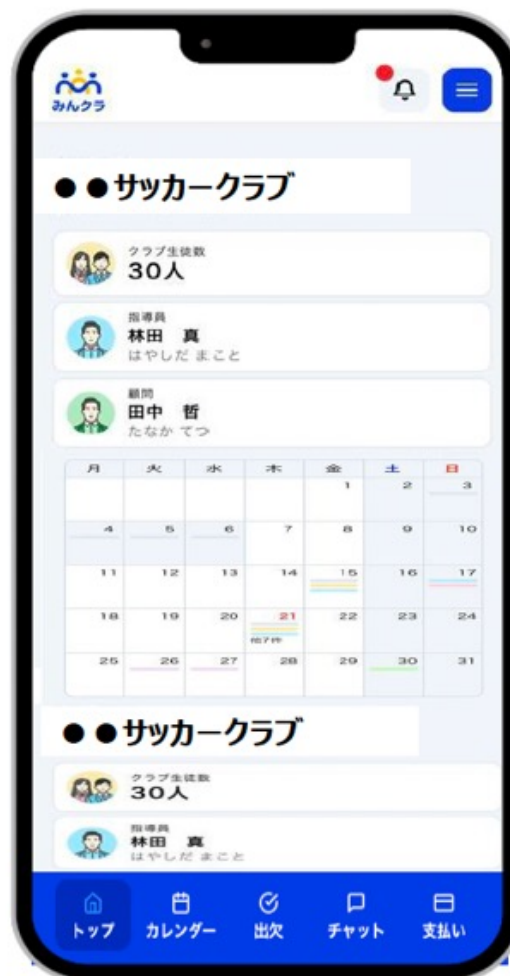 みんクラ
●●サッカークラブ
クラブ生徒数
30人
指導員
林田　真
はやしだ まこと
顧問
田中　哲
たなか てつ
月 火 水 木 金 土 日
1 2 3
4 5 6 7 8 9 10
11 12 13 14 15 16 17
18 19 20 21 22 23 24
他7件
25 26 27 28 29 30 31
●●サッカークラブ
クラブ生徒数
30人
指導員
林田　真
はやしだ まこと
トップ カレンダー 出欠 チャット 支払い